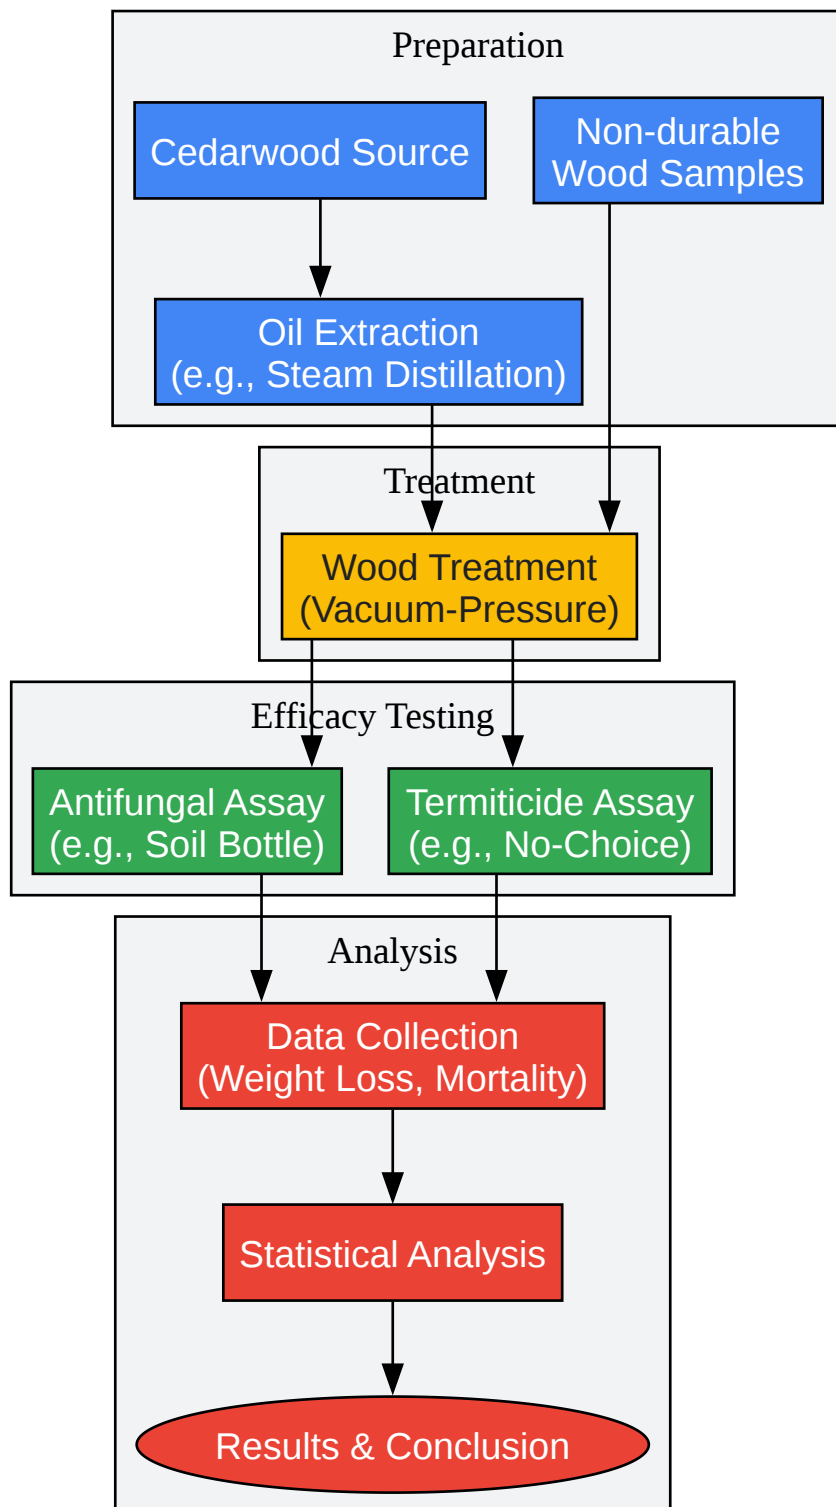 Preparation
Cedarwood Source
Non-durable
Wood Samples
Oil Extraction
(e.g., Steam Distillation)
Treatment
Wood Treatment
(Vacuum-Pressure)
Efficacy Testing
Antifungal Assay
(e.g., Soil Bottle)
Termiticide Assay
(e.g., No-Choice)
Analysis
Data Collection
(Weight Loss, Mortality)
Statistical Analysis
Results & Conclusion